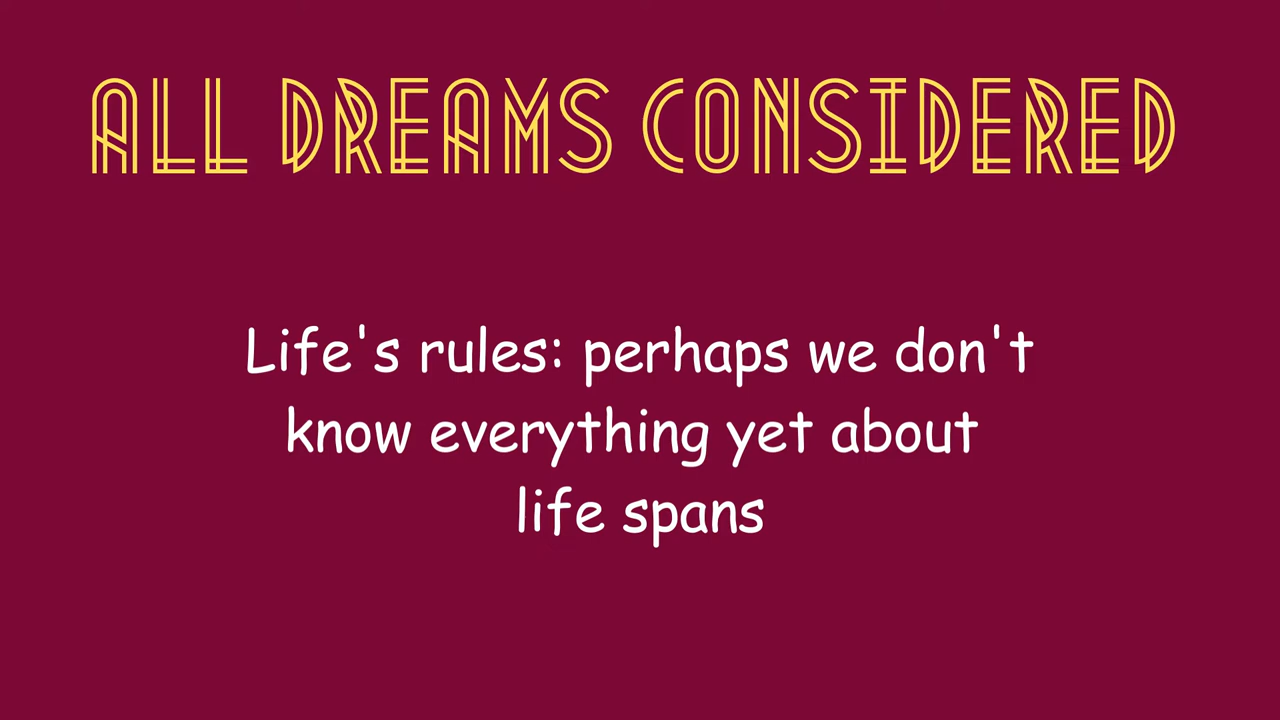 ALL DREAMS CONSIDERED
Life's rules: perhaps we don't
know everything yet about
life spans